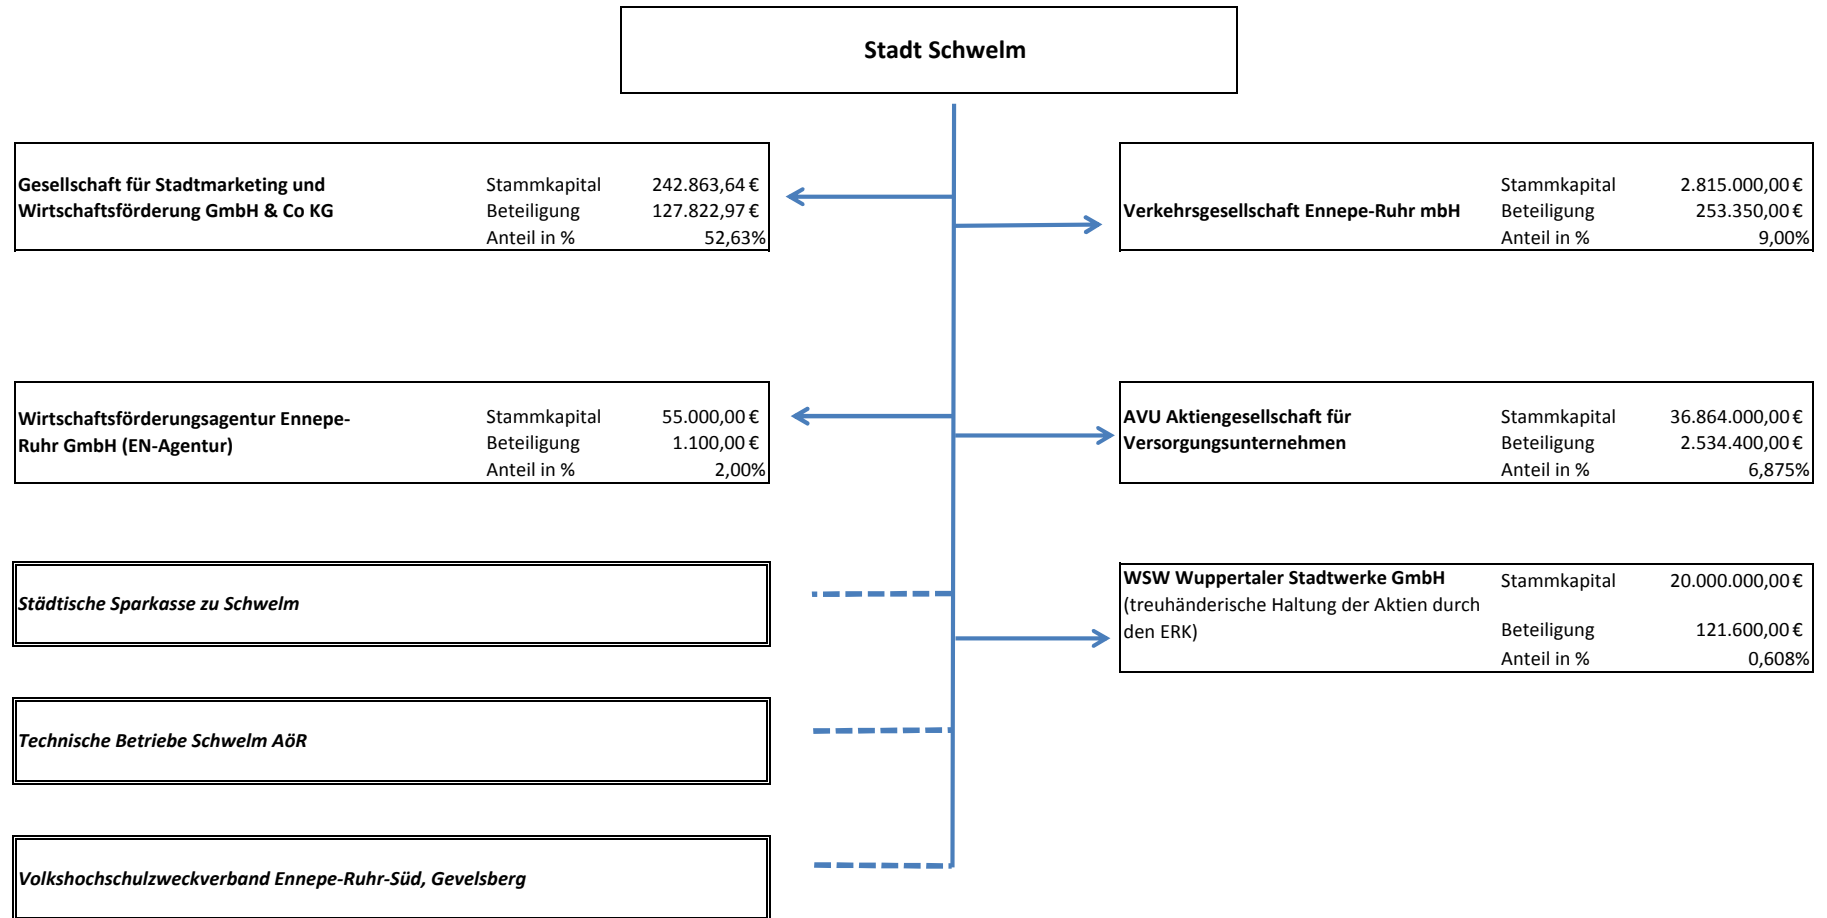 Stadt Schwelm
Gesellschaft für Stadtmarketing und
Wirtschaftsförderung GmbH & Co KG
Stammkapital 242.863,64 €
Beteiligung 127.822,97 €
Anteil in % 52,63%
Verkehrsgesellschaft Ennepe-Ruhr mbH
Stammkapital 2.815.000,00 €
Beteiligung 253.350,00 €
Anteil in % 9,00%
Wirtschaftsförderungsagentur Ennepe-
Ruhr GmbH (EN-Agentur)
Stammkapital 55.000,00 €
Beteiligung 1.100,00 €
Anteil in % 2,00%
AVU Aktiengesellschaft für
Versorgungsunternehmen
Stammkapital 36.864.000,00 €
Beteiligung 2.534.400,00 €
Anteil in % 6,875%
Städtische Sparkasse zu Schwelm
WSW Wuppertaler Stadtwerke GmbH
(treuhänderische Haltung der Aktien durch
den ERK)
Stammkapital 20.000.000,00 €
Beteiligung 121.600,00 €
Anteil in % 0,608%
Technische Betriebe Schwelm AöR
Volkshochschulzweckverband Ennepe-Ruhr-Süd, Gevelsberg